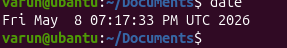 varun@ubuntu:~/Documents$ date
Fri May  8 07:17:33 PM UTC 2026
varun@ubuntu:~/Documents$